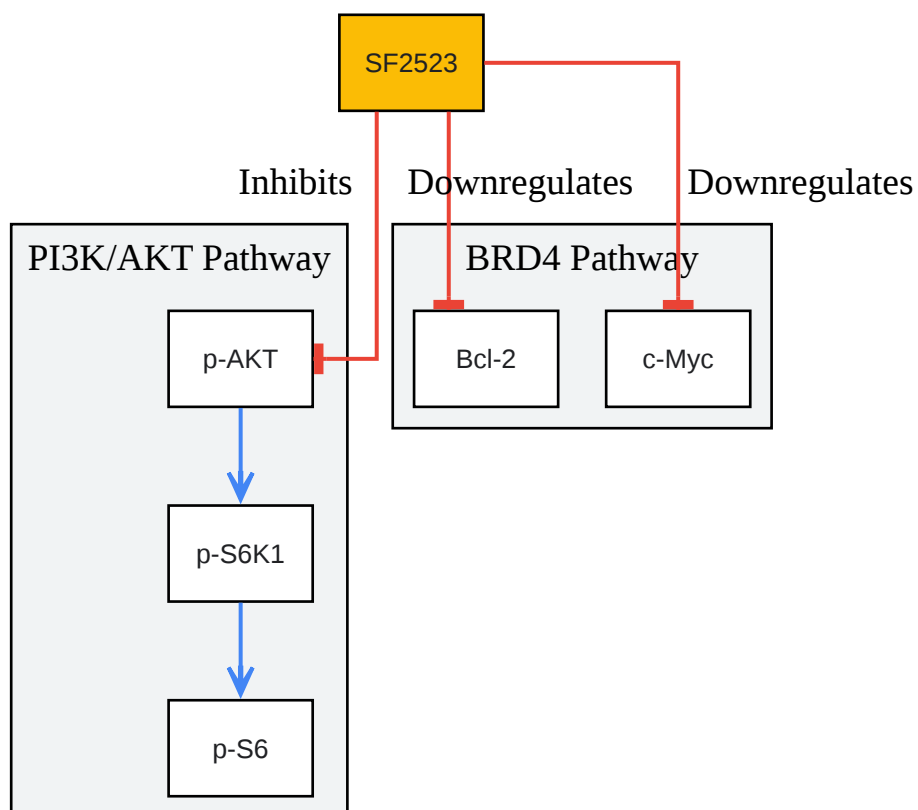 SF2523
Inhibits
Downregulates
Downregulates
PI3K/AKT Pathway
BRD4 Pathway
p-AKT
Bcl-2
c-Myc
p-S6K1
p-S6